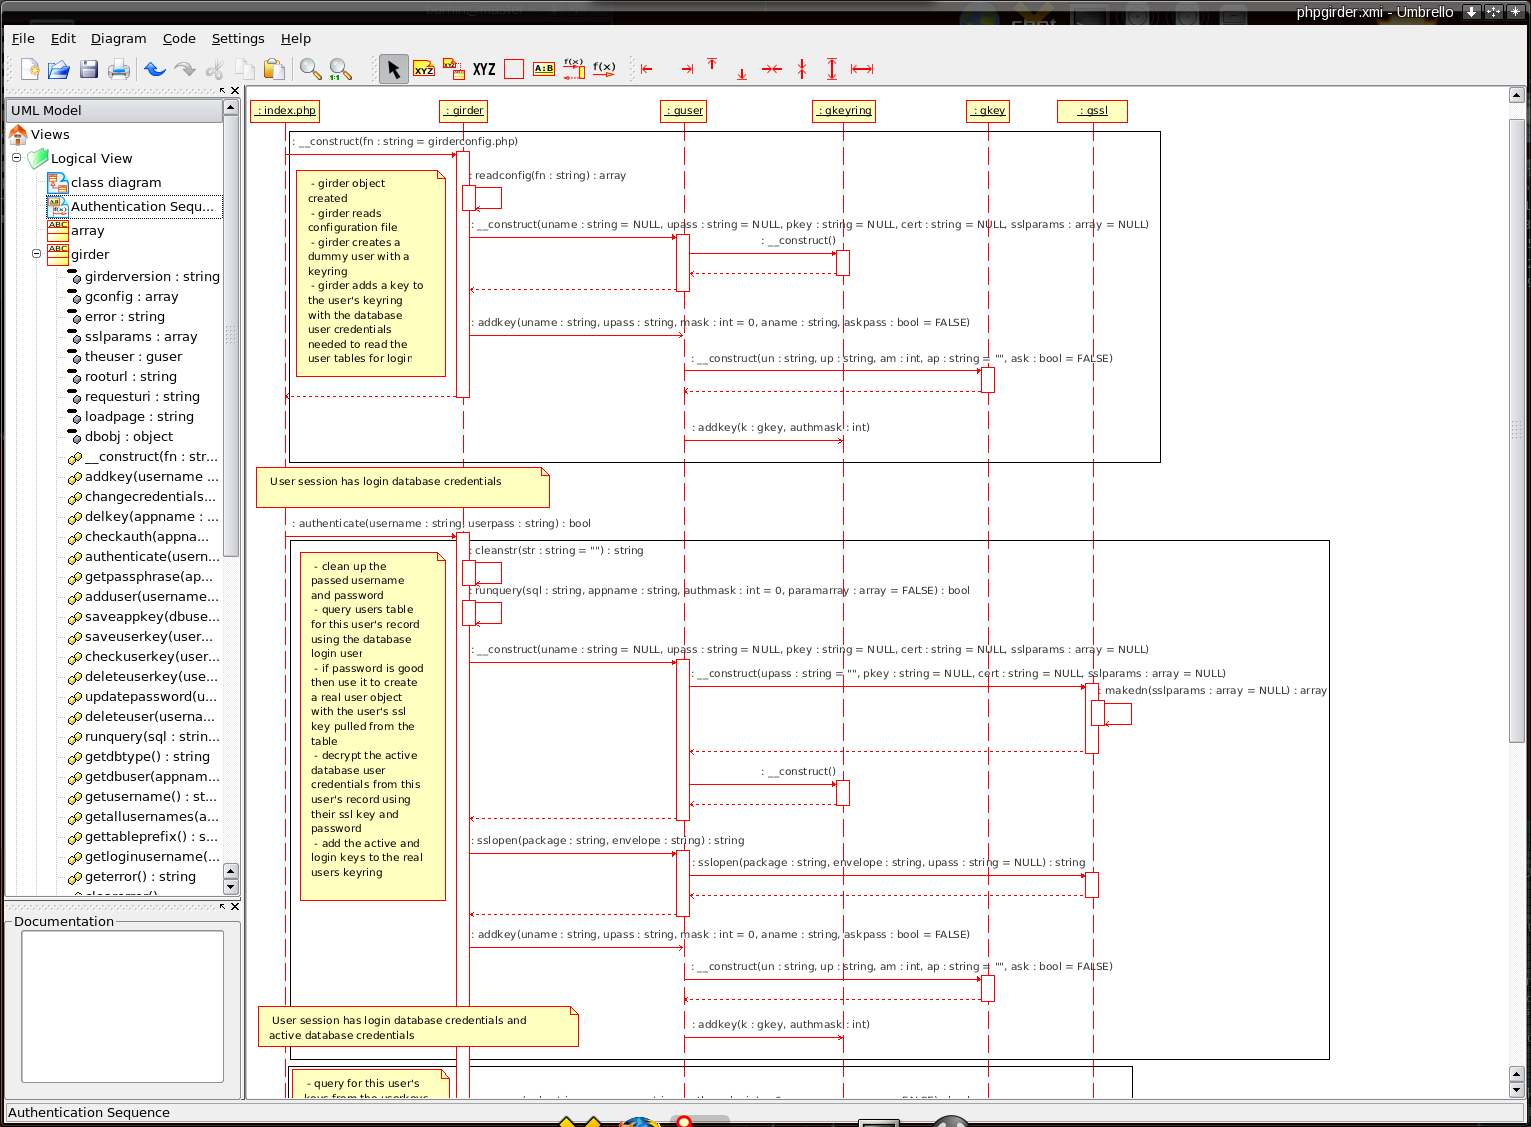 phpgirder.xmi - Umbrello
File Edit Diagram Code Settings Help
XYZ XYZ A:B f(x) f(x)
1:1
UML Model
Views
Logical View
class diagram
Authentication Sequ...
array
girder
girderversion : string
gconfig : array
error : string
sslparams : array
theuser : guser
rooturl : string
requesturi : string
loadpage : string
dbobj : object
__construct(fn : str...
addkey(username ...
changecredentials...
delkey(appname : ...
checkauth(appna...
authenticate(usern...
getpassphrase(ap...
adduser(username...
saveappkey(dbuse...
saveuserkey(user...
checkuserkey(user...
deleteuserkey(use...
updatepassword(u...
deleteuser(userna...
runquery(sql : strin...
getdbtype() : string
getdbuser(appnam...
getusername() : st...
getallusernames(a...
gettableprefix() : s...
getloginusername(...
geterror() : string
Documentation
: index.php : girder : guser : gkeyring : gkey : gssl
: __construct(fn : string = girderconfig.php)
- girder object
created
- girder reads
configuration file
- girder creates a
dummy user with a
keyring
- girder adds a key to
the user's keyring
with the database
user credentials
needed to read the
user tables for login
: readconfig(fn : string) : array
: __construct(uname : string = NULL, upass : string = NULL, pkey : string = NULL, cert : string = NULL, sslparams : array = NULL)
: __construct()
: addkey(uname : string, upass : string, mask : int = 0, aname : string, askpass : bool = FALSE)
: __construct(un : string, up : string, am : int, ap : string = "", ask : bool = FALSE)
: addkey(k : gkey, authmask : int)
User session has login database credentials
: authenticate(username : string, userpass : string) : bool
- clean up the
passed username
and password
- query users table
for this user's record
using the database
login user
- if password is good
then use it to create
a real user object
with the user's ssl
key pulled from the
table
- decrypt the active
database user
credentials from this
user's record using
their ssl key and
password
- add the active and
login keys to the real
users keyring
: cleanstr(str : string = "") : string
: runquery(sql : string, appname : string, authmask : int = 0, paramarray : array = FALSE) : bool
: __construct(uname : string = NULL, upass : string = NULL, pkey : string = NULL, cert : string = NULL, sslparams : array = NULL)
: __construct(upass : string = "", pkey : string = NULL, cert : string = NULL, sslparams : array = NULL)
: makedn(sslparams : array = NULL) : array
: __construct()
: sslopen(package : string, envelope : string) : string
: sslopen(package : string, envelope : string, upass : string = NULL) : string
: addkey(uname : string, upass : string, mask : int = 0, aname : string, askpass : bool = FALSE)
: __construct(un : string, up : string, am : int, ap : string = "", ask : bool = FALSE)
User session has login database credentials and
active database credentials
: addkey(k : gkey, authmask : int)
- query for this user's
Authentication Sequence